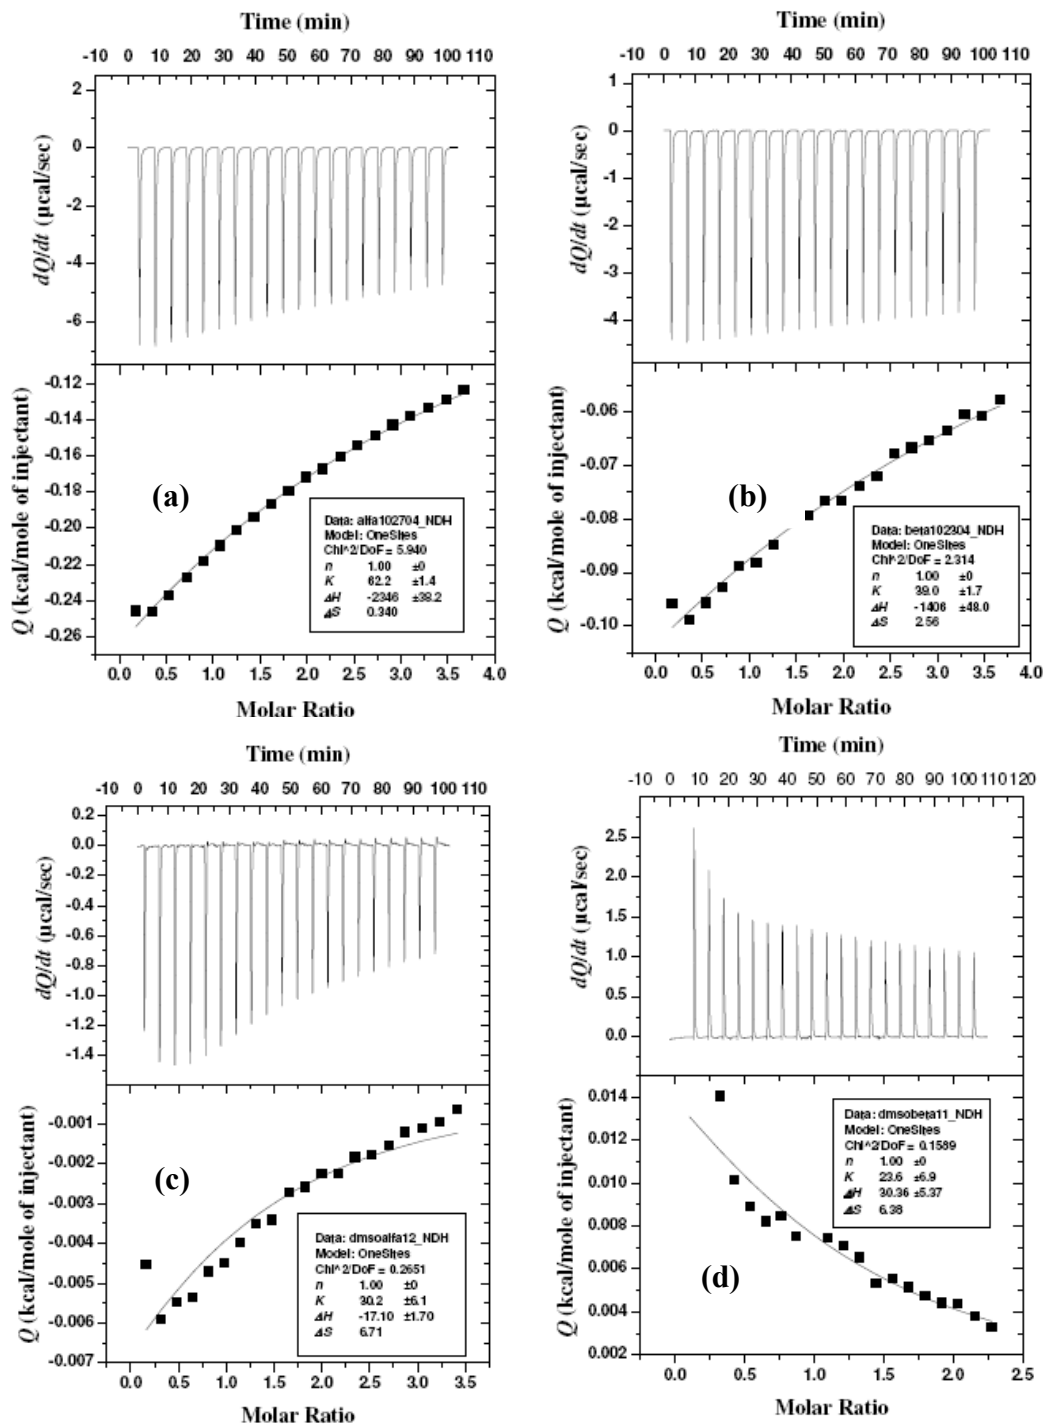 Time (min)
-10 0 10 20 30 40 50 60 70 80 90 100 110
2
0
-2
-4
-6
dQ/dt (µcal/sec)
-0.12
-0.14
-0.16
-0.18
-0.20
-0.22
-0.24
-0.26
Q (kcal/mole of injectant)
(a)
Data: alfa102704_NDH
Model: OneSites
Chi^2/DoF = 5.940
n 1.00 ±0
K 62.2 ±1.4
ΔH -2346 ±38.2
ΔS 0.340
0.0 0.5 1.0 1.5 2.0 2.5 3.0 3.5 4.0
Molar Ratio
Time (min)
-10 0 10 20 30 40 50 60 70 80 90 100 110
1
0
-1
-2
-3
-4
dQ/dt (µcal/sec)
-0.06
-0.07
-0.08
-0.09
-0.10
Q (kcal/mole of injectant)
(b)
Data: beta102304_NDH
Model: OneSites
Chi^2/DoF = 2.314
n 1.00 ±0
K 39.0 ±1.7
ΔH -1406 ±48.0
ΔS 2.56
0.0 0.5 1.0 1.5 2.0 2.5 3.0 3.5 4.0
Molar Ratio
Time (min)
-10 0 10 20 30 40 50 60 70 80 90 100 110
0.2
0.0
-0.2
-0.4
-0.6
-0.8
-1.0
-1.2
-1.4
dQ/dt (µcal/sec)
-0.001
-0.002
-0.003
-0.004
-0.005
-0.006
-0.007
Q (kcal/mole of injectant)
(c)
Data: dmsoalfa12_NDH
Model: OneSites
Chi^2/DoF = 0.2651
n 1.00 ±0
K 30.2 ±6.1
ΔH -17.10 ±1.70
ΔS 6.71
0.0 0.5 1.0 1.5 2.0 2.5 3.0 3.5
Molar Ratio
Time (min)
-10 0 10 20 30 40 50 60 70 80 90 100 110 120
2.5
2.0
1.5
1.0
0.5
0.0
dQ/dt (µcal/sec)
0.014
0.012
0.010
0.008
0.006
0.004
0.002
Q (kcal/mole of injectant)
Data: dmsobeta11_NDH
Model: OneSites
Chi^2/DoF = 0.1589
n 1.00 ±0
K 23.6 ±6.9
ΔH 30.36 ±5.37
ΔS 6.38
(d)
0.0 0.5 1.0 1.5 2.0 2.5
Molar Ratio